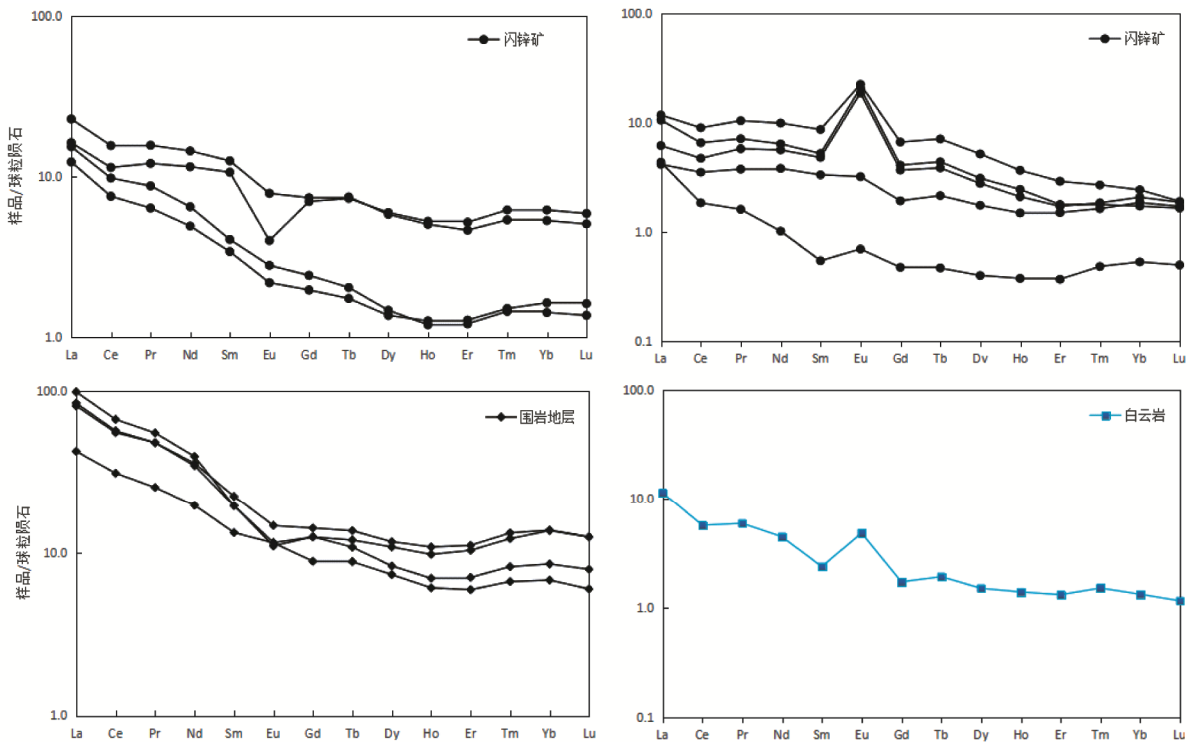 100.0
10.0
1.0
样品/球粒陨石
闪锌矿
La Ce Pr Nd Sm Eu Gd Tb Dy Ho Er Tm Yb Lu
100.0
10.0
1.0
0.1
闪锌矿
La Ce Pr Nd Sm Eu Gd Tb Dv Ho Er Tm Yb Lu
100.0
10.0
1.0
样品/球粒陨石
围岩地层
La Ce Pr Nd Sm Eu Gd Tb Dy Ho Er Tm Yb Lu
100.0
10.0
1.0
0.1
白云岩
La Ce Pr Nd Sm Eu Gd Tb Dy Ho Er Tm Yb Lu